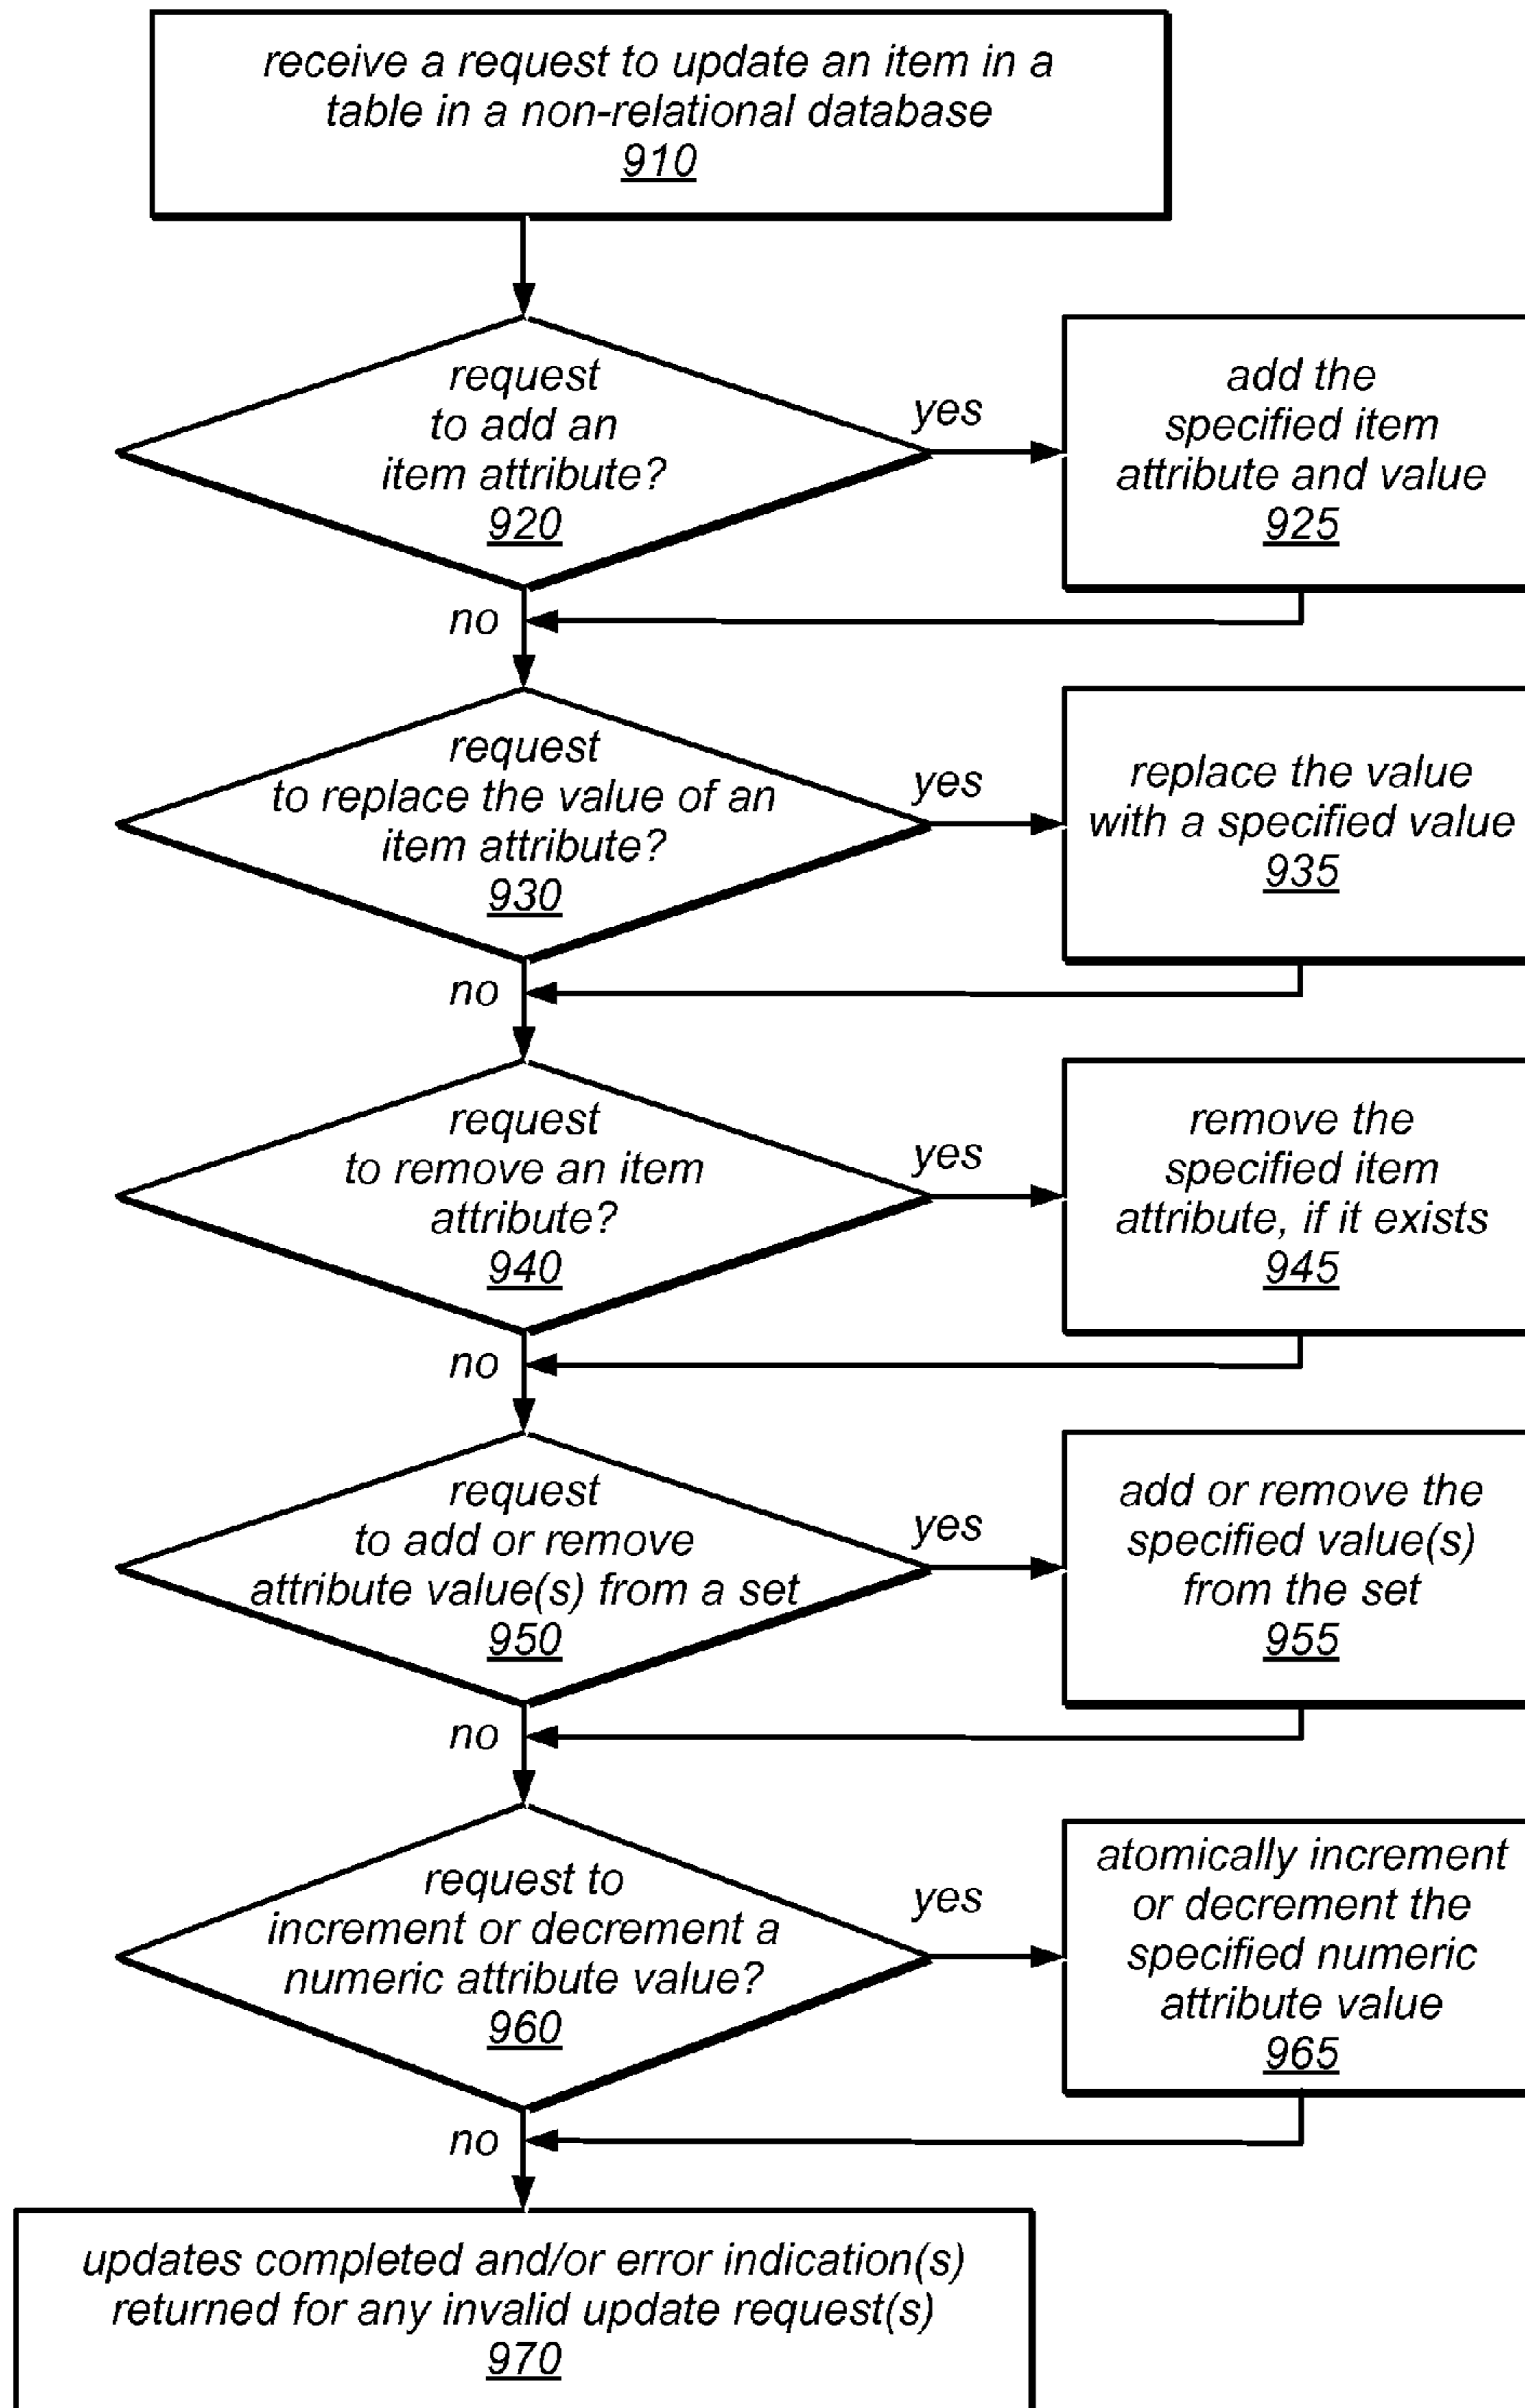 receive a request to update an item in a
table in a non-relational database
910
request
to add an
item attribute?
920
yes
add the
specified item
attribute and value
925
no
request
to replace the value of an
item attribute?
930
yes
replace the value
with a specified value
935
no
request
to remove an item
attribute?
940
yes
remove the
specified item
attribute, if it exists
945
no
request
to add or remove
attribute value(s) from a set
950
yes
add or remove the
specified value(s)
from the set
955
no
request to
increment or decrement a
numeric attribute value?
960
yes
atomically increment
or decrement the
specified numeric
attribute value
965
no
updates completed and/or error indication(s)
returned for any invalid update request(s)
970